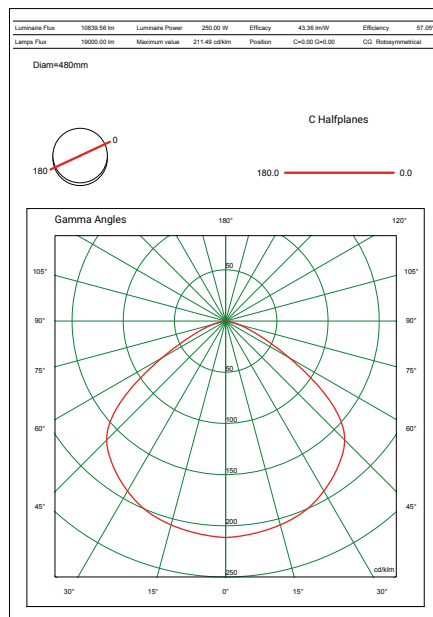 Luminaire Flux 10839.56 lm Luminaire Power 250.00 W Efficacy 43.36 lm/W Efficiency 57.05
Lamps Flux 19000.00 lm Maximum value 211.49 cd/klm Position C=0.00 G=0.00 CG Rotosymmetrical
Diam=480mm
C Halfplanes
0
180
180.0 0.0
Gamma Angles 180° 120°
50
105° 105°
90° 90°
50
75° 75°
100
60° 60°
150
45° 45°
200
cd/klm
250
30° 15° 0° 15° 30°